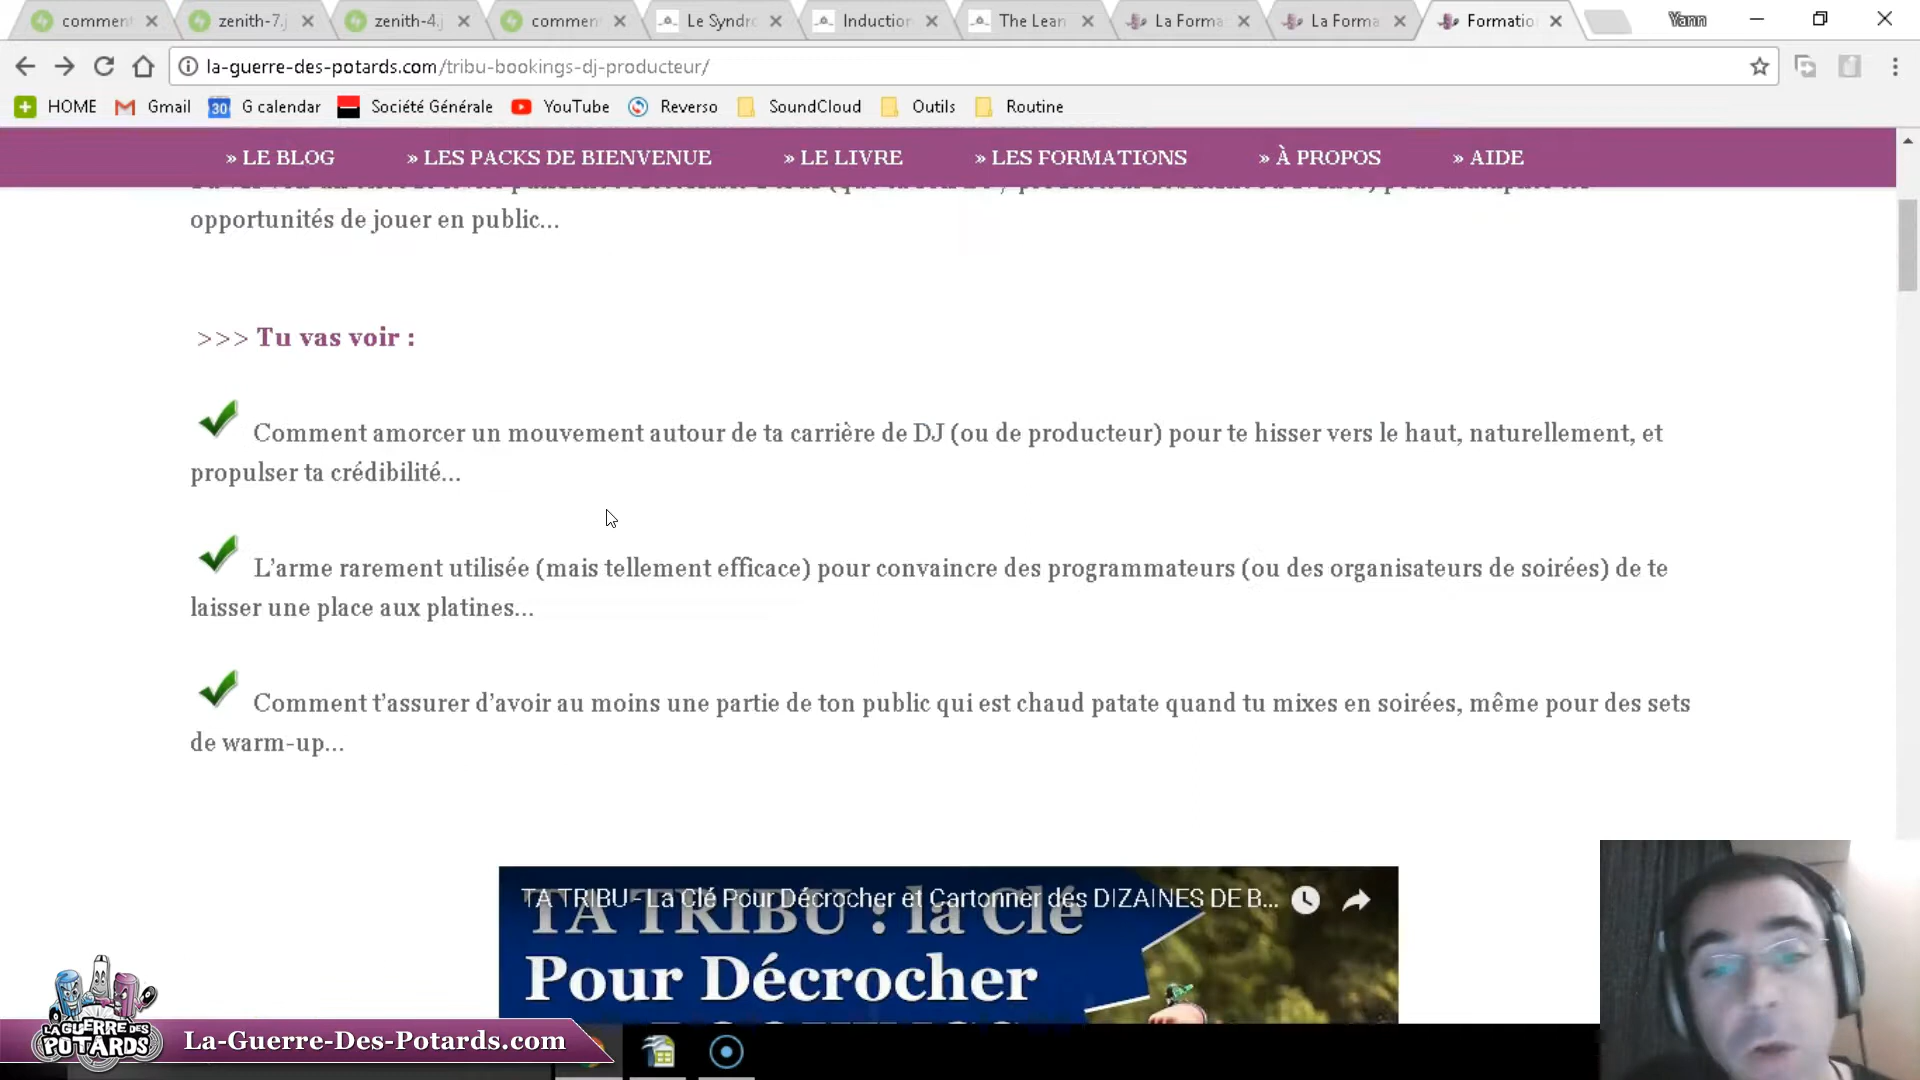 comment
zenith-7.j
zenith-4.j
commen
Le Syndro
Induction
The Lean
La Forma
La Forma
Formatio
Yann
la-guerre-des-potards.com/tribu-bookings-dj-producteur/
HOME
Gmail
30
G calendar
Société Générale
YouTube
Reverso
SoundCloud
Outils
Routine
» LE BLOG
» LES PACKS DE BIENVENUE
» LE LIVRE
» LES FORMATIONS
» À PROPOS
» AIDE
opportunités de jouer en public…
>>> Tu vas voir :
Comment amorcer un mouvement autour de ta carrière de DJ (ou de producteur) pour te hisser vers le haut, naturellement, et
propulser ta crédibilité…
L’arme rarement utilisée (mais tellement efficace) pour convaincre des programmateurs (ou des organisateurs de soirées) de te
laisser une place aux platines…
Comment t’assurer d’avoir au moins une partie de ton public qui est chaud patate quand tu mixes en soirées, même pour des sets
de warm-up…
TA TRIBU - La Clé Pour Décrocher et Cartonner des DIZAINES DE B...
TA TRIBU : la Clé
Pour Décrocher
LA GUERRE DES
POTARDS
La-Guerre-Des-Potards.com